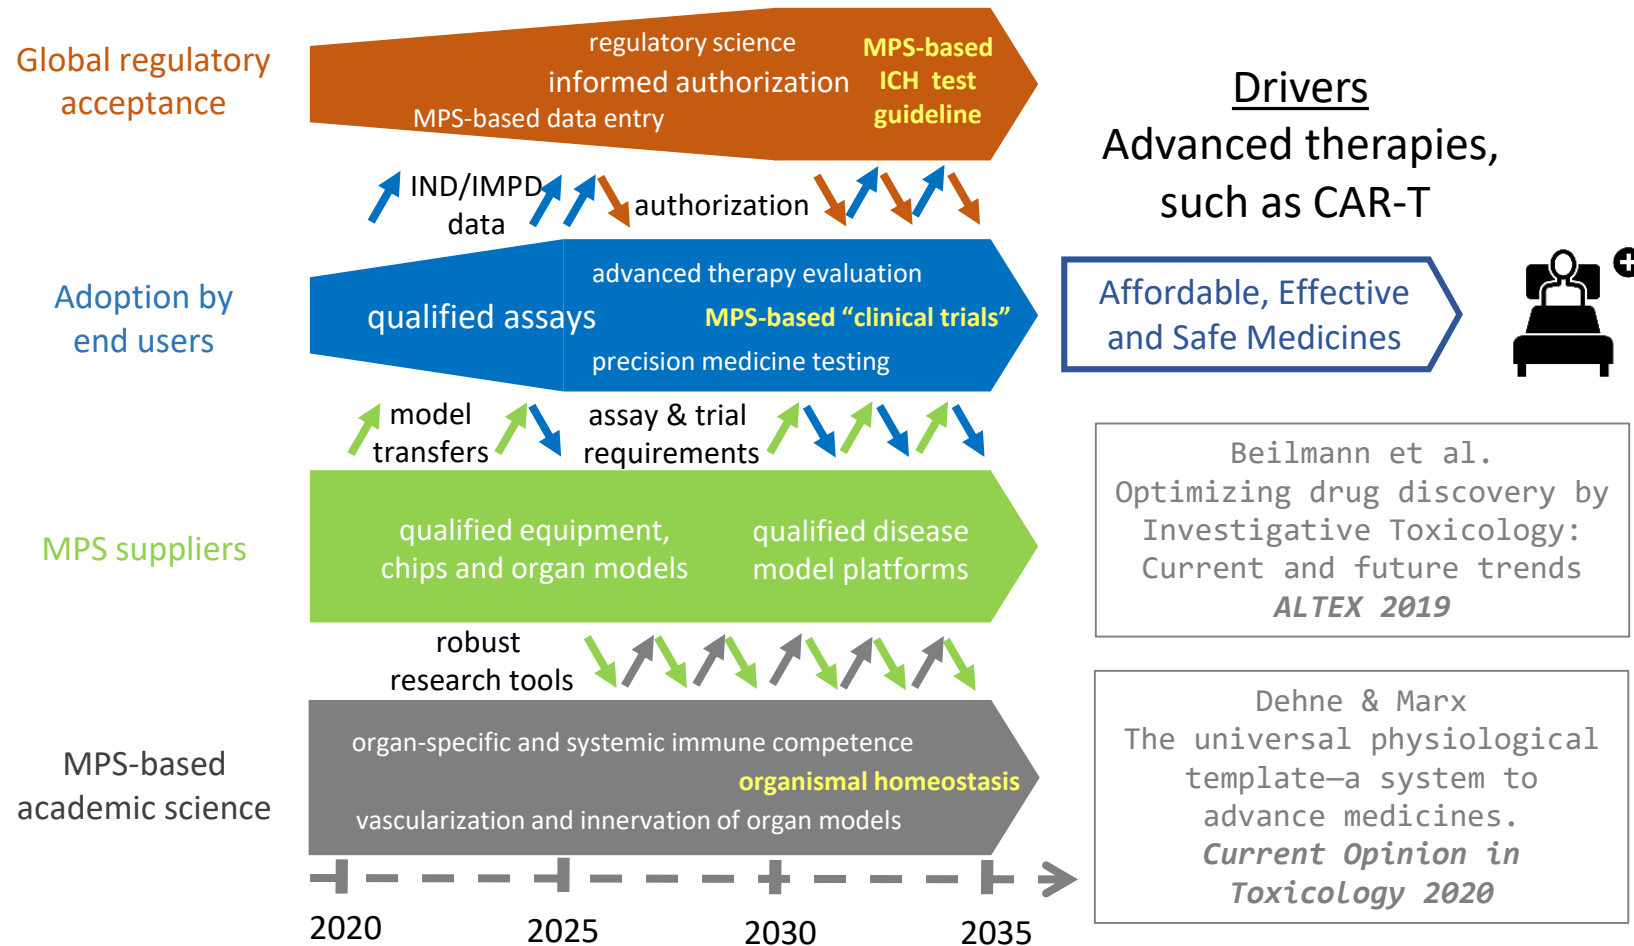 Global regulatory
acceptance
regulatory science
informed authorization
MPS-based data entry
MPS-based
ICH test
guideline
IND/IMPD
data
authorization
Adoption by
end users
qualified assays
advanced therapy evaluation
MPS-based “clinical trials”
precision medicine testing
model
transfers
assay & trial
requirements
MPS suppliers
qualified equipment,
chips and organ models
qualified disease
model platforms
robust
research tools
MPS-based
academic science
organ-specific and systemic immune competence
organismal homeostasis
vascularization and innervation of organ models
2020
2025
2030
2035
Drivers
Advanced therapies,
such as CAR-T
Affordable, Effective
and Safe Medicines
Beilmann et al.
Optimizing drug discovery by
Investigative Toxicology:
Current and future trends
ALTEX 2019
Dehne & Marx
The universal physiological
template—a system to
advance medicines.
Current Opinion in
Toxicology 2020